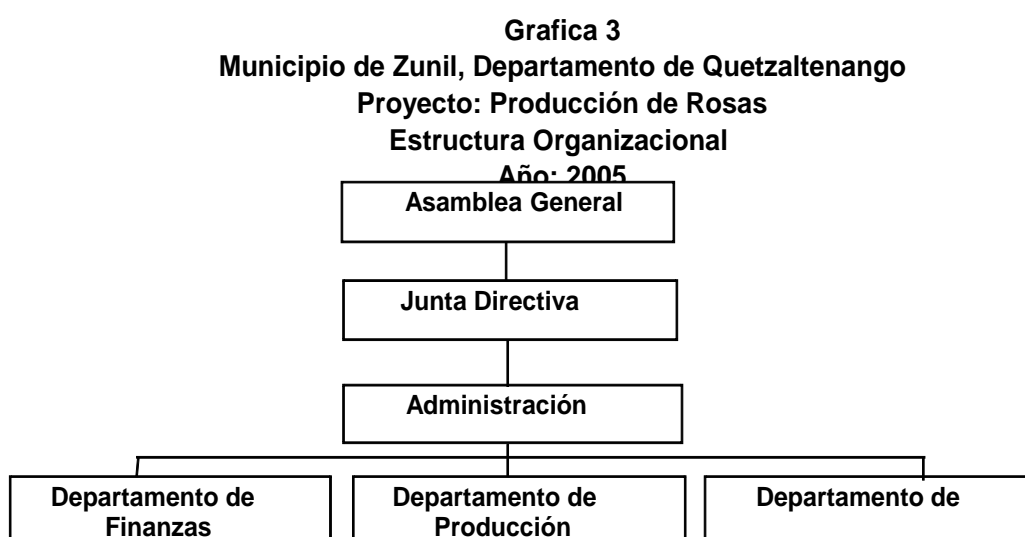 Grafica 3
Municipio de Zunil, Departamento de Quetzaltenango
Proyecto: Producción de Rosas
Estructura Organizacional
Año: 2005
Asamblea General
Junta Directiva
Administración
Departamento de
Finanzas
Departamento de
Producción
Departamento de